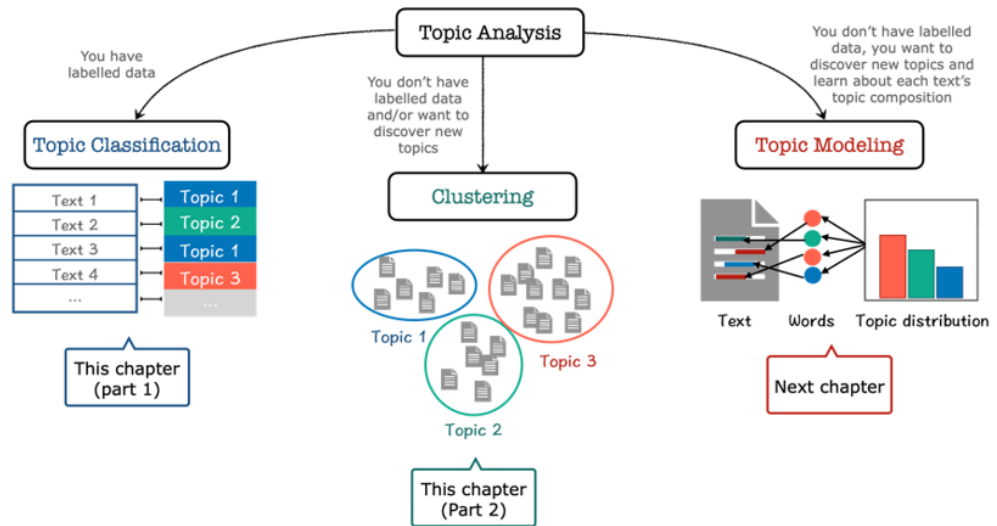 Topic Analysis
You have
labelled data
You don't have
labelled data
and/or want to
discover new
topics
You don't have labelled
data, you want to
discover new topics and
learn about each text's
topic composition
Topic Classification
Text 1
Topic 1
Text 2
Topic 2
Text 3
Topic 1
Text 4
Topic 3
...
...
This chapter
(part 1)
Clustering
Topic 1
Topic 3
Topic 2
This chapter
(Part 2)
Topic Modeling
Text
Words
Topic distribution
Next chapter